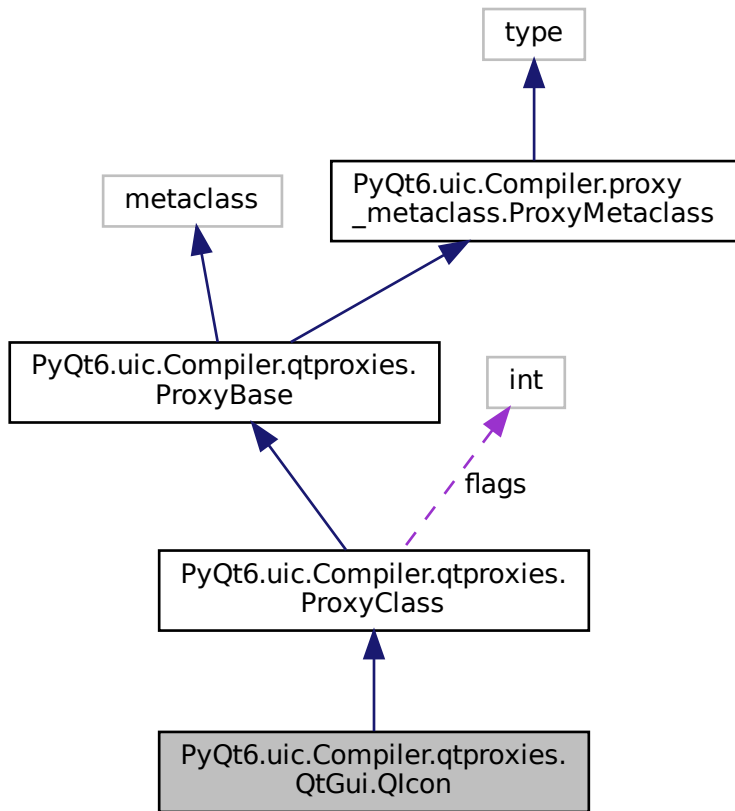 type
PyQt6.uic.Compiler.proxy
_metaclass.ProxyMetaclass
metaclass
PyQt6.uic.Compiler.qtproxies.
ProxyBase
int
flags
PyQt6.uic.Compiler.qtproxies.
ProxyClass
PyQt6.uic.Compiler.qtproxies.
QtGui.QIcon